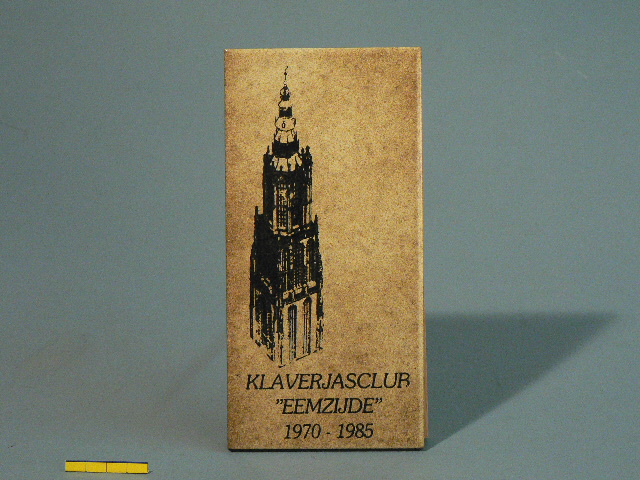 KLAVERJASCLUB
"EEMZIJDE"
1970 - 1985